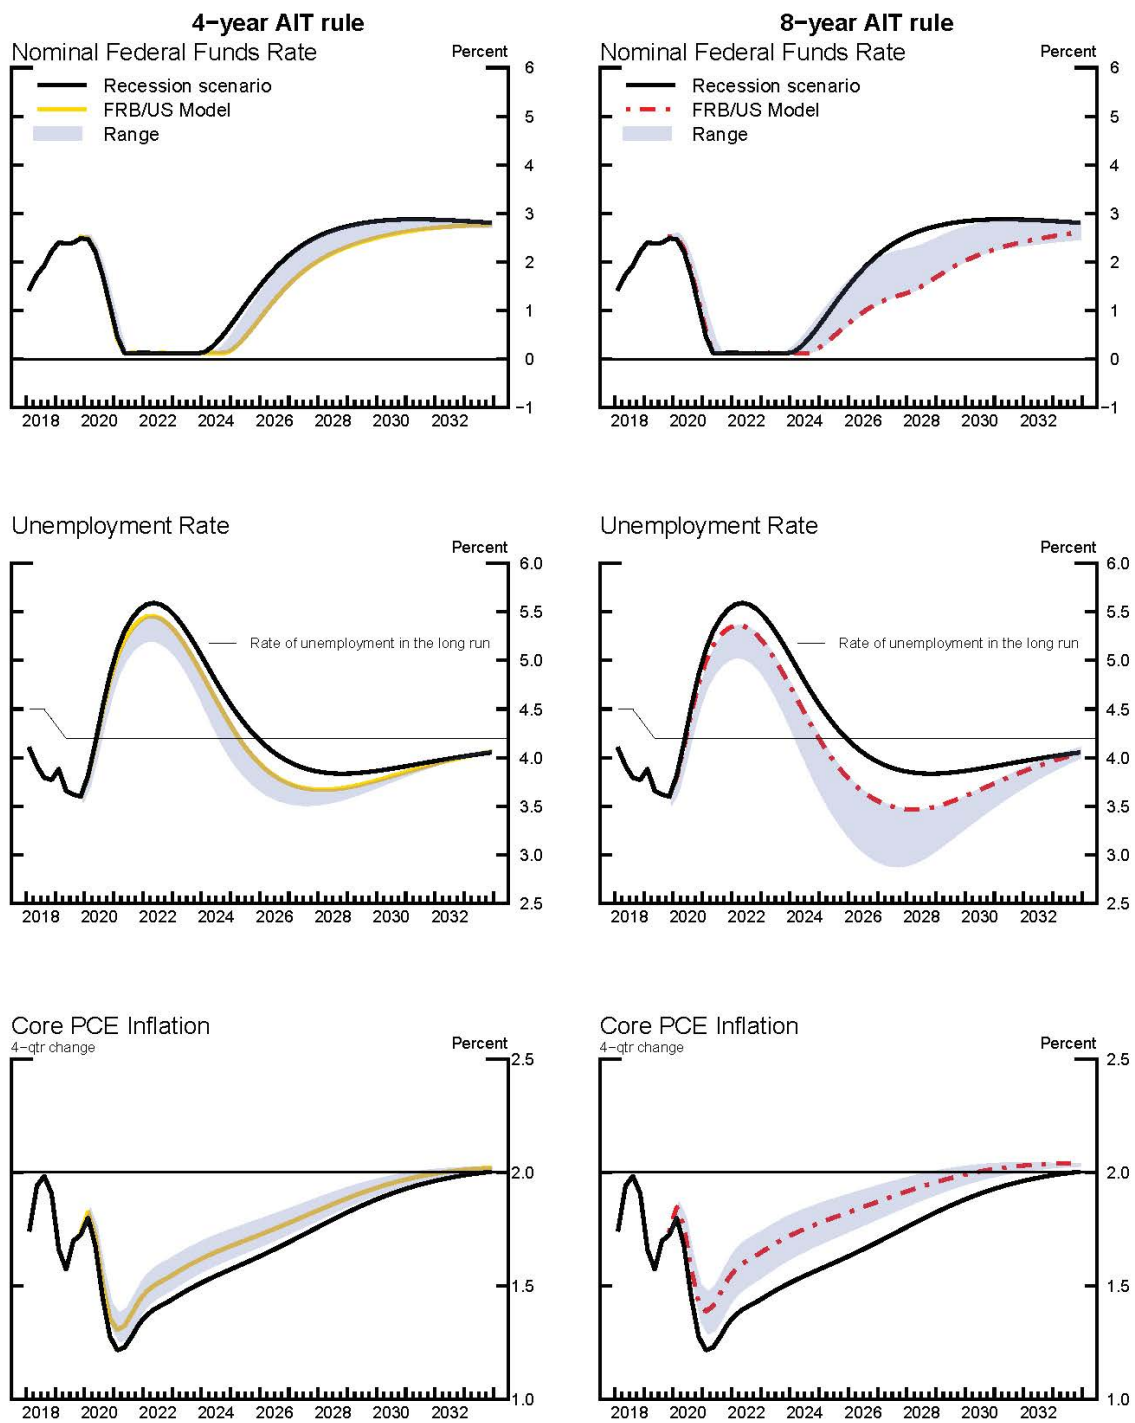 4−year AIT rule
Nominal Federal Funds Rate
Percent
Recession scenario
FRB/US Model
Range
6
5
4
3
2
1
0
−1
2018 2020 2022 2024 2026 2028 2030 2032
8−year AIT rule
Nominal Federal Funds Rate
Percent
Recession scenario
FRB/US Model
Range
6
5
4
3
2
1
0
−1
2018 2020 2022 2024 2026 2028 2030 2032
Unemployment Rate
Percent
Rate of unemployment in the long run
6.0
5.5
5.0
4.5
4.0
3.5
3.0
2.5
2018 2020 2022 2024 2026 2028 2030 2032
Unemployment Rate
Percent
Rate of unemployment in the long run
6.0
5.5
5.0
4.5
4.0
3.5
3.0
2.5
2018 2020 2022 2024 2026 2028 2030 2032
Core PCE Inflation
4−qtr change
Percent
2.5
2.0
1.5
1.0
2018 2020 2022 2024 2026 2028 2030 2032
Core PCE Inflation
4−qtr change
Percent
2.5
2.0
1.5
1.0
2018 2020 2022 2024 2026 2028 2030 2032